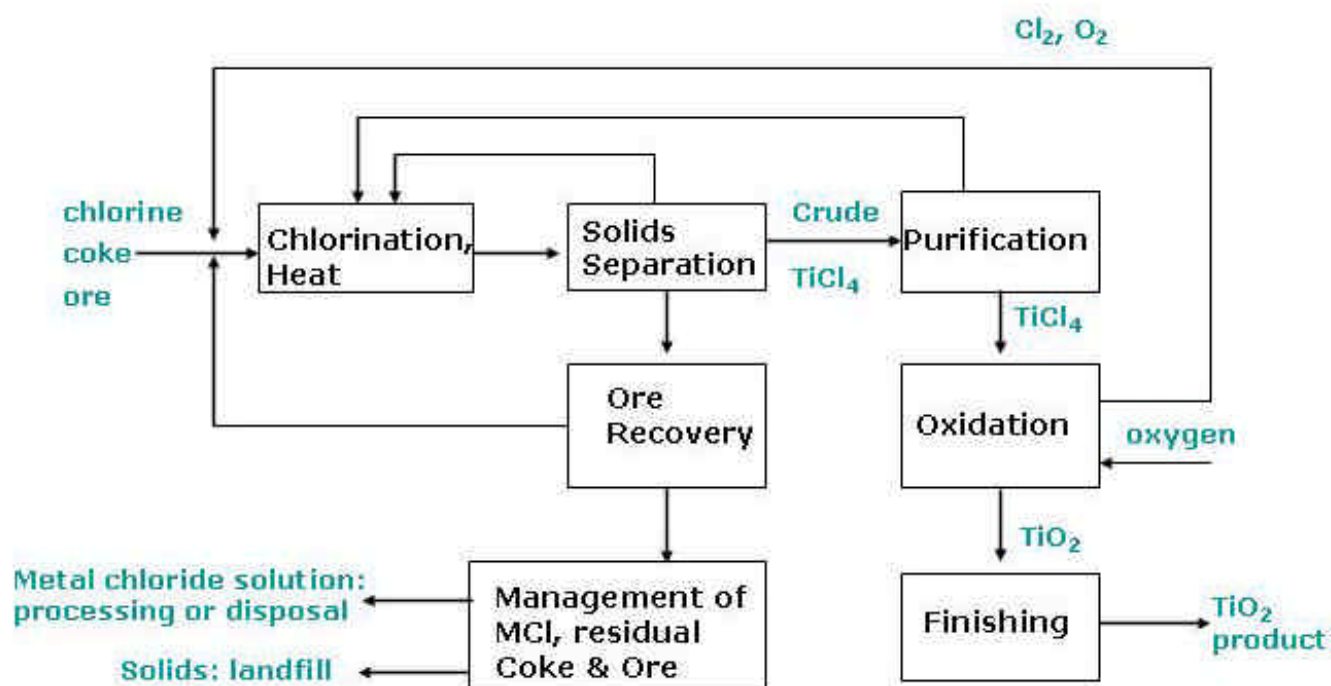 Cl₂, O₂
chlorine
coke
ore
Chlorination,
Heat
Solids
Separation
Crude
TiCl₄
Purification
TiCl₄
Ore
Recovery
Oxidation
oxygen
TiO₂
Metal chloride solution:
processing or disposal
Solids: landfill
Management of
MCl, residual
Coke & Ore
Finishing
TiO₂
product